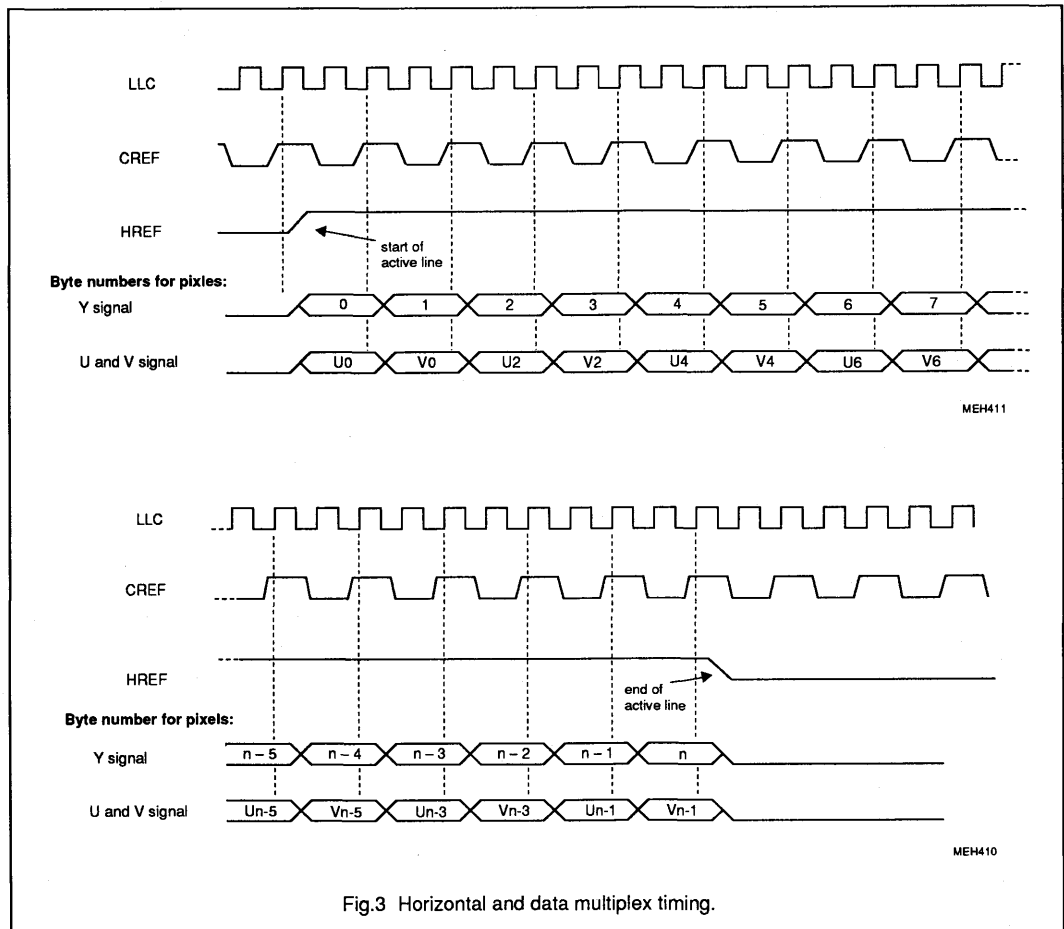 LLC
CREF
HREF
start of
active line
Byte numbers for pixles:
Y signal 0 1 2 3 4 5 6 7
U and V signal U0 V0 U2 V2 U4 V4 U6 V6
MEH411
LLC
CREF
HREF
end of
active line
Byte number for pixels:
Y signal n – 5 n – 4 n – 3 n – 2 n – 1 n
U and V signal Un-5 Vn-5 Un-3 Vn-3 Un-1 Vn-1
MEH410
Fig.3 Horizontal and data multiplex timing.